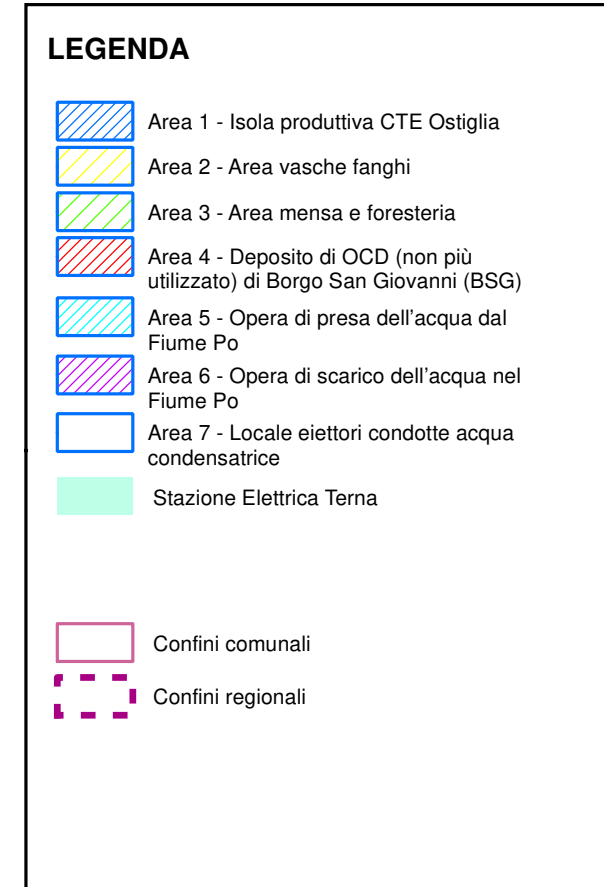 LEGENDA
Area 1 - Isola produttiva CTE Ostiglia
Area 2 - Area vasche fanghi
Area 3 - Area mensa e foresteria
Area 4 - Deposito di OCD (non più
utilizzato) di Borgo San Giovanni (BSG)
Area 5 - Opera di presa dell'acqua dal
Fiume Po
Area 6 - Opera di scarico dell'acqua nel
Fiume Po
Area 7 - Locale eiettori condotte acqua
condensatrice
Stazione Elettrica Terna
Confini comunali
Confini regionali